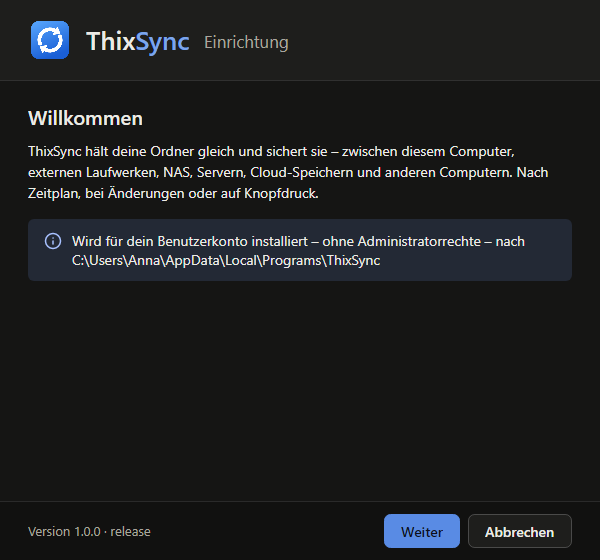 ThixSync Einrichtung
Willkommen
ThixSync hält deine Ordner gleich und sichert sie – zwischen diesem Computer,
externen Laufwerken, NAS, Servern, Cloud-Speichern und anderen Computern. Nach
Zeitplan, bei Änderungen oder auf Knopfdruck.
Wird für dein Benutzerkonto installiert – ohne Administratorrechte – nach
C:\Users\Anna\AppData\Local\Programs\ThixSync
Version 1.0.0 · release
Weiter
Abbrechen